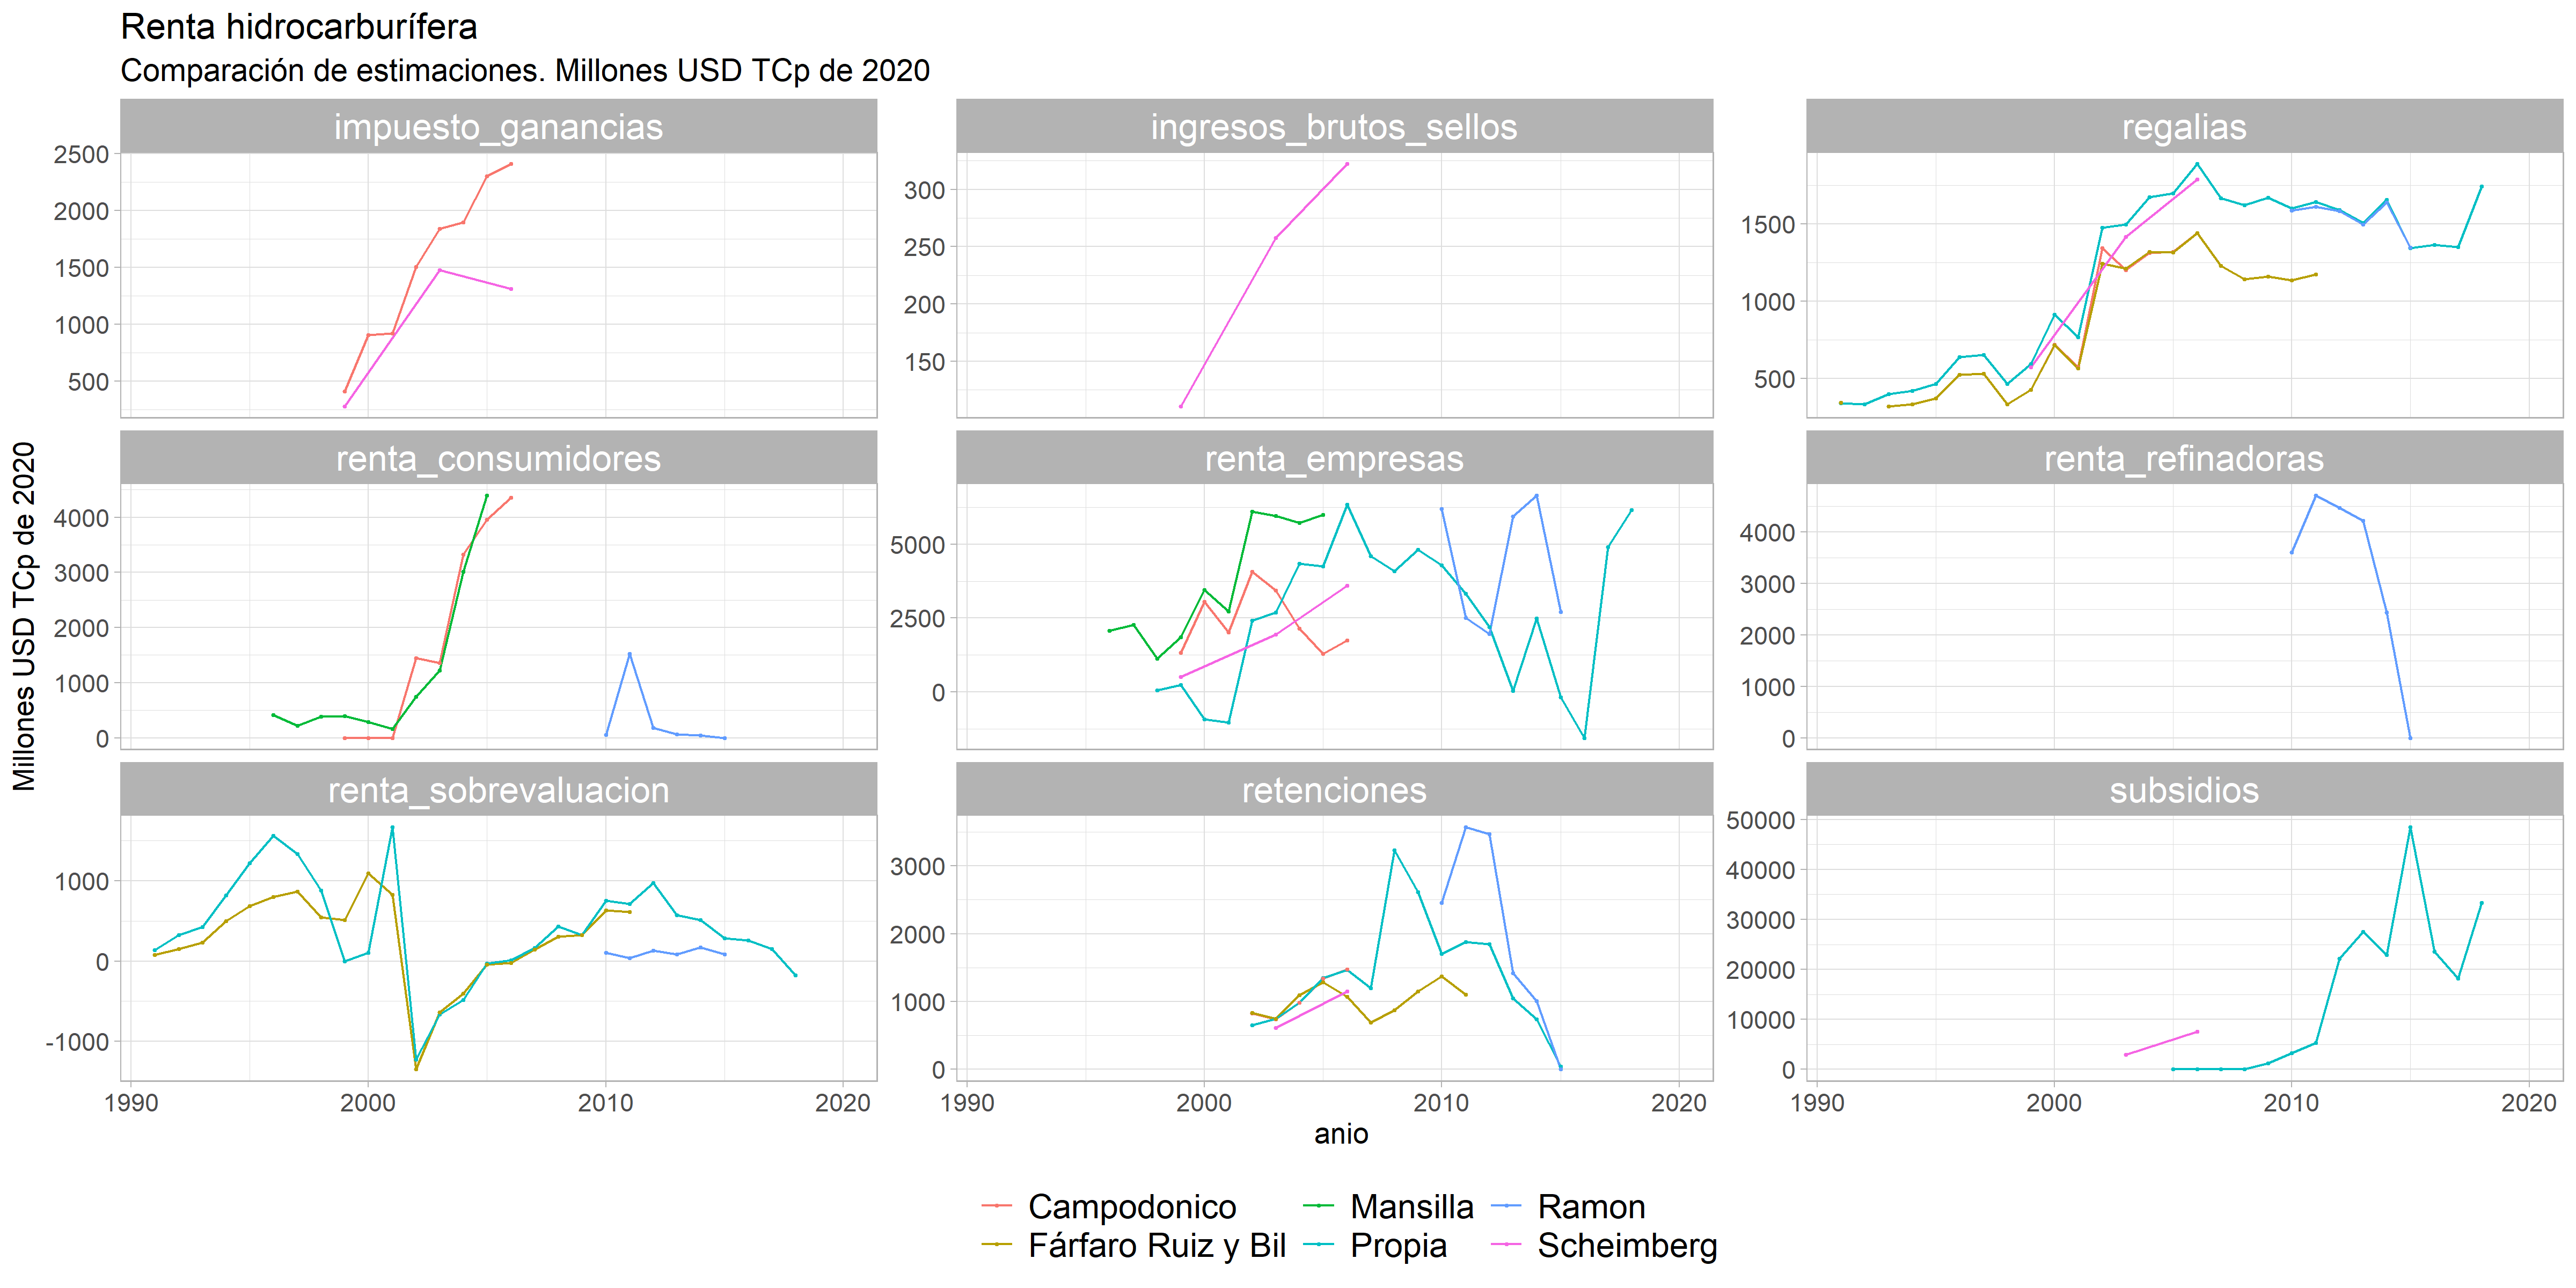 Renta hidrocarburífera
Comparación de estimaciones. Millones USD TCp de 2020
impuesto_ganancias
ingresos_brutos_sellos
regalias
2500
2000
1500
1000
500
300
250
200
150
1500
1000
500
renta_consumidores
renta_empresas
renta_refinadoras
4000
3000
2000
1000
0
5000
2500
0
4000
3000
2000
1000
0
renta_sobrevaluacion
retenciones
subsidios
1000
0
-1000
3000
2000
1000
0
50000
40000
30000
20000
10000
0
1990 2000 2010 2020
1990 2000 2010 2020
1990 2000 2010 2020
Millones USD TCp de 2020
anio
Campodonico Mansilla Ramon
Fárfaro Ruiz y Bil Propia Scheimberg